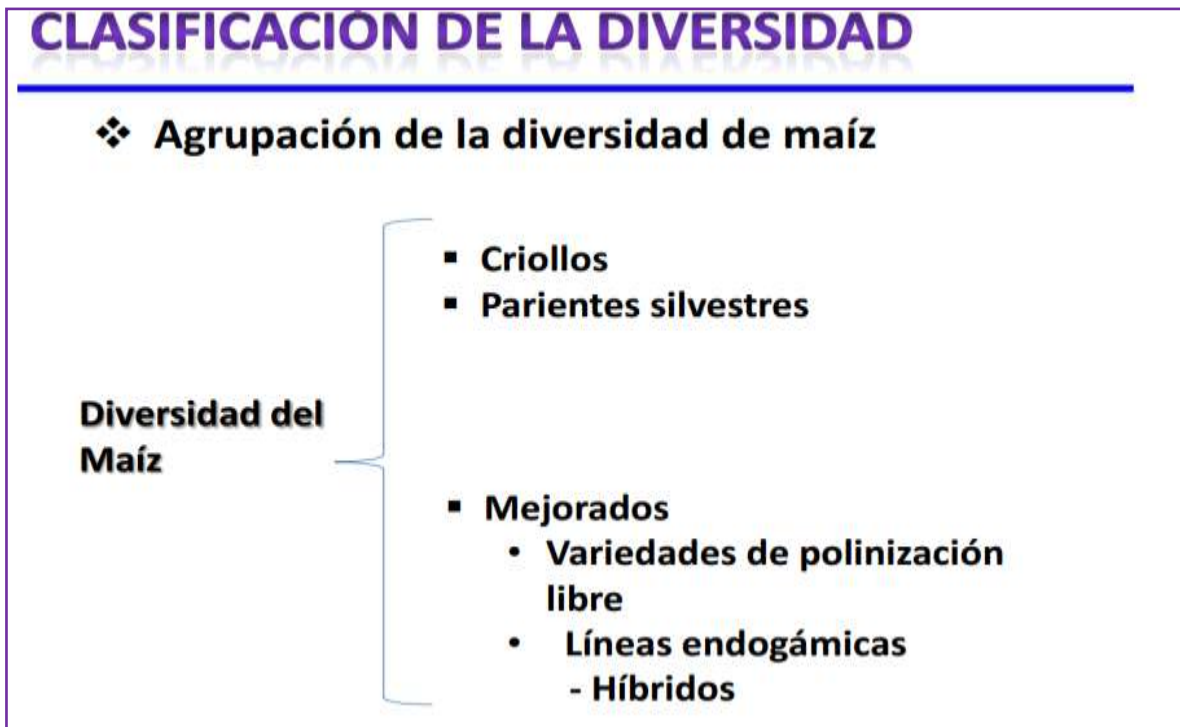 CLASIFICACIÓN DE LA DIVERSIDAD
❖ Agrupación de la diversidad de maíz
▪ Criollos
▪ Parientes silvestres
Diversidad del
Maíz
▪ Mejorados
• Variedades de polinización
libre
• Líneas endogámicas
- Híbridos